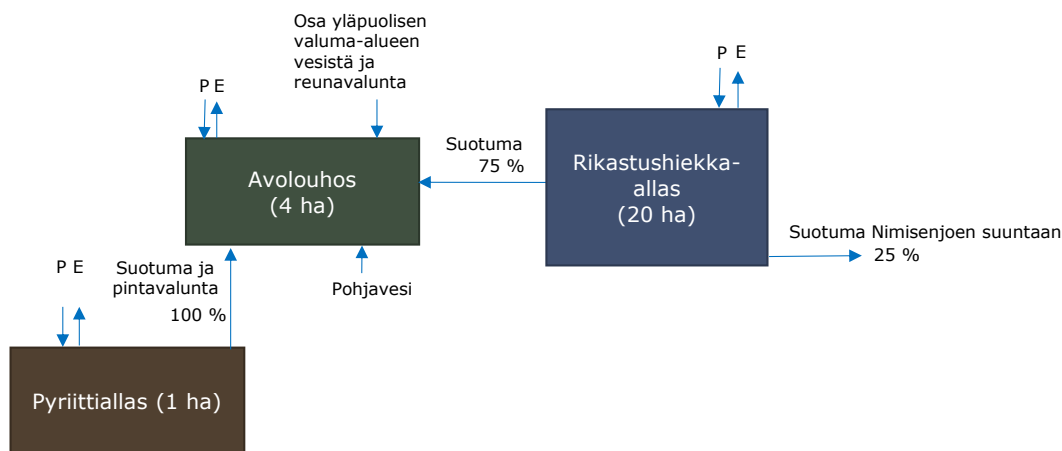 Osa yläpuolisen
valuma-alueen
vesistä ja
reunavalunta
P E
P E
Avolouhos
(4 ha)
Suotuma
75 %
Rikastushiekka-
allas
(20 ha)
Suotuma Nimisenjoen suuntaan
25 %
P E
Suotuma ja
pintavalunta
100 %
Pohjavesi
Pyriittiallas (1 ha)